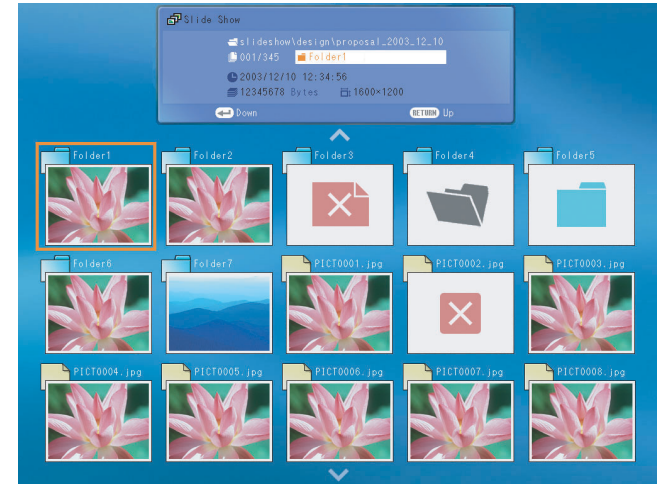 Slide Show
slideshow\design\proposal_2003_12_10
001/345 Folder1
2003/12/10 12:34:56
12345678 Bytes 1600×1200
Down RETURN Up
Folder1 Folder2 Folder3 Folder4 Folder5
Folder6 Folder7 PICT0001.jpg PICT0002.jpg PICT0003.jpg
PICT0004.jpg PICT0005.jpg PICT0006.jpg PICT0007.jpg PICT0008.jpg